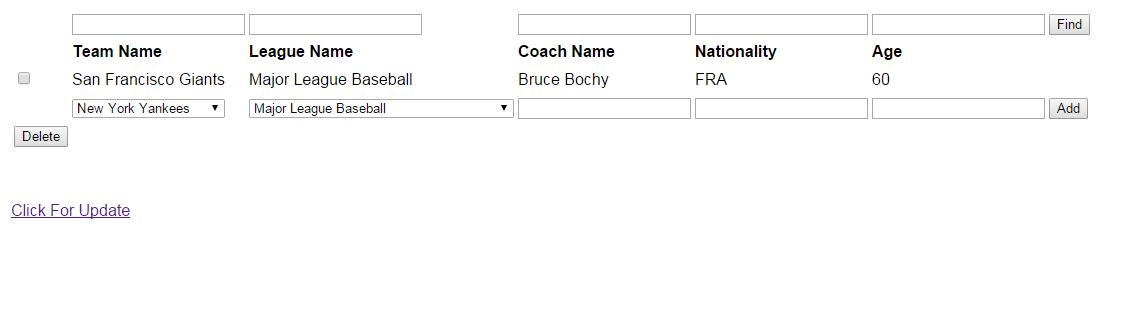 Find
Team Name League Name Coach Name Nationality Age
San Francisco Giants Major League Baseball Bruce Bochy FRA 60
New York Yankees Major League Baseball Add
Delete
Click For Update